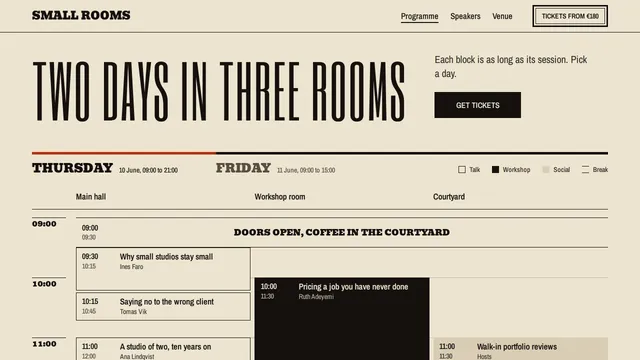 SMALL ROOMS
Programme Speakers Venue TICKETS FROM €180
TWO DAYS IN THREE ROOMS
Each block is as long as its session. Pick
a day.
GET TICKETS
THURSDAY 10 June, 09:00 to 21:00
FRIDAY 11 June, 09:00 to 15:00
Talk Workshop Social Break
Main hall Workshop room Courtyard
09:00
09:00
09:30
DOORS OPEN, COFFEE IN THE COURTYARD
09:30 Why small studios stay small
10:15 Ines Faro
10:00
10:00 Pricing a job you have never done
11:30 Ruth Adeyemi
10:15 Saying no to the wrong client
10:45 Tomas Vik
11:00
11:00 A studio of two, ten years on
12:00 Ana Lindqvist
11:00 Walk-in portfolio reviews
11:30 Hosts